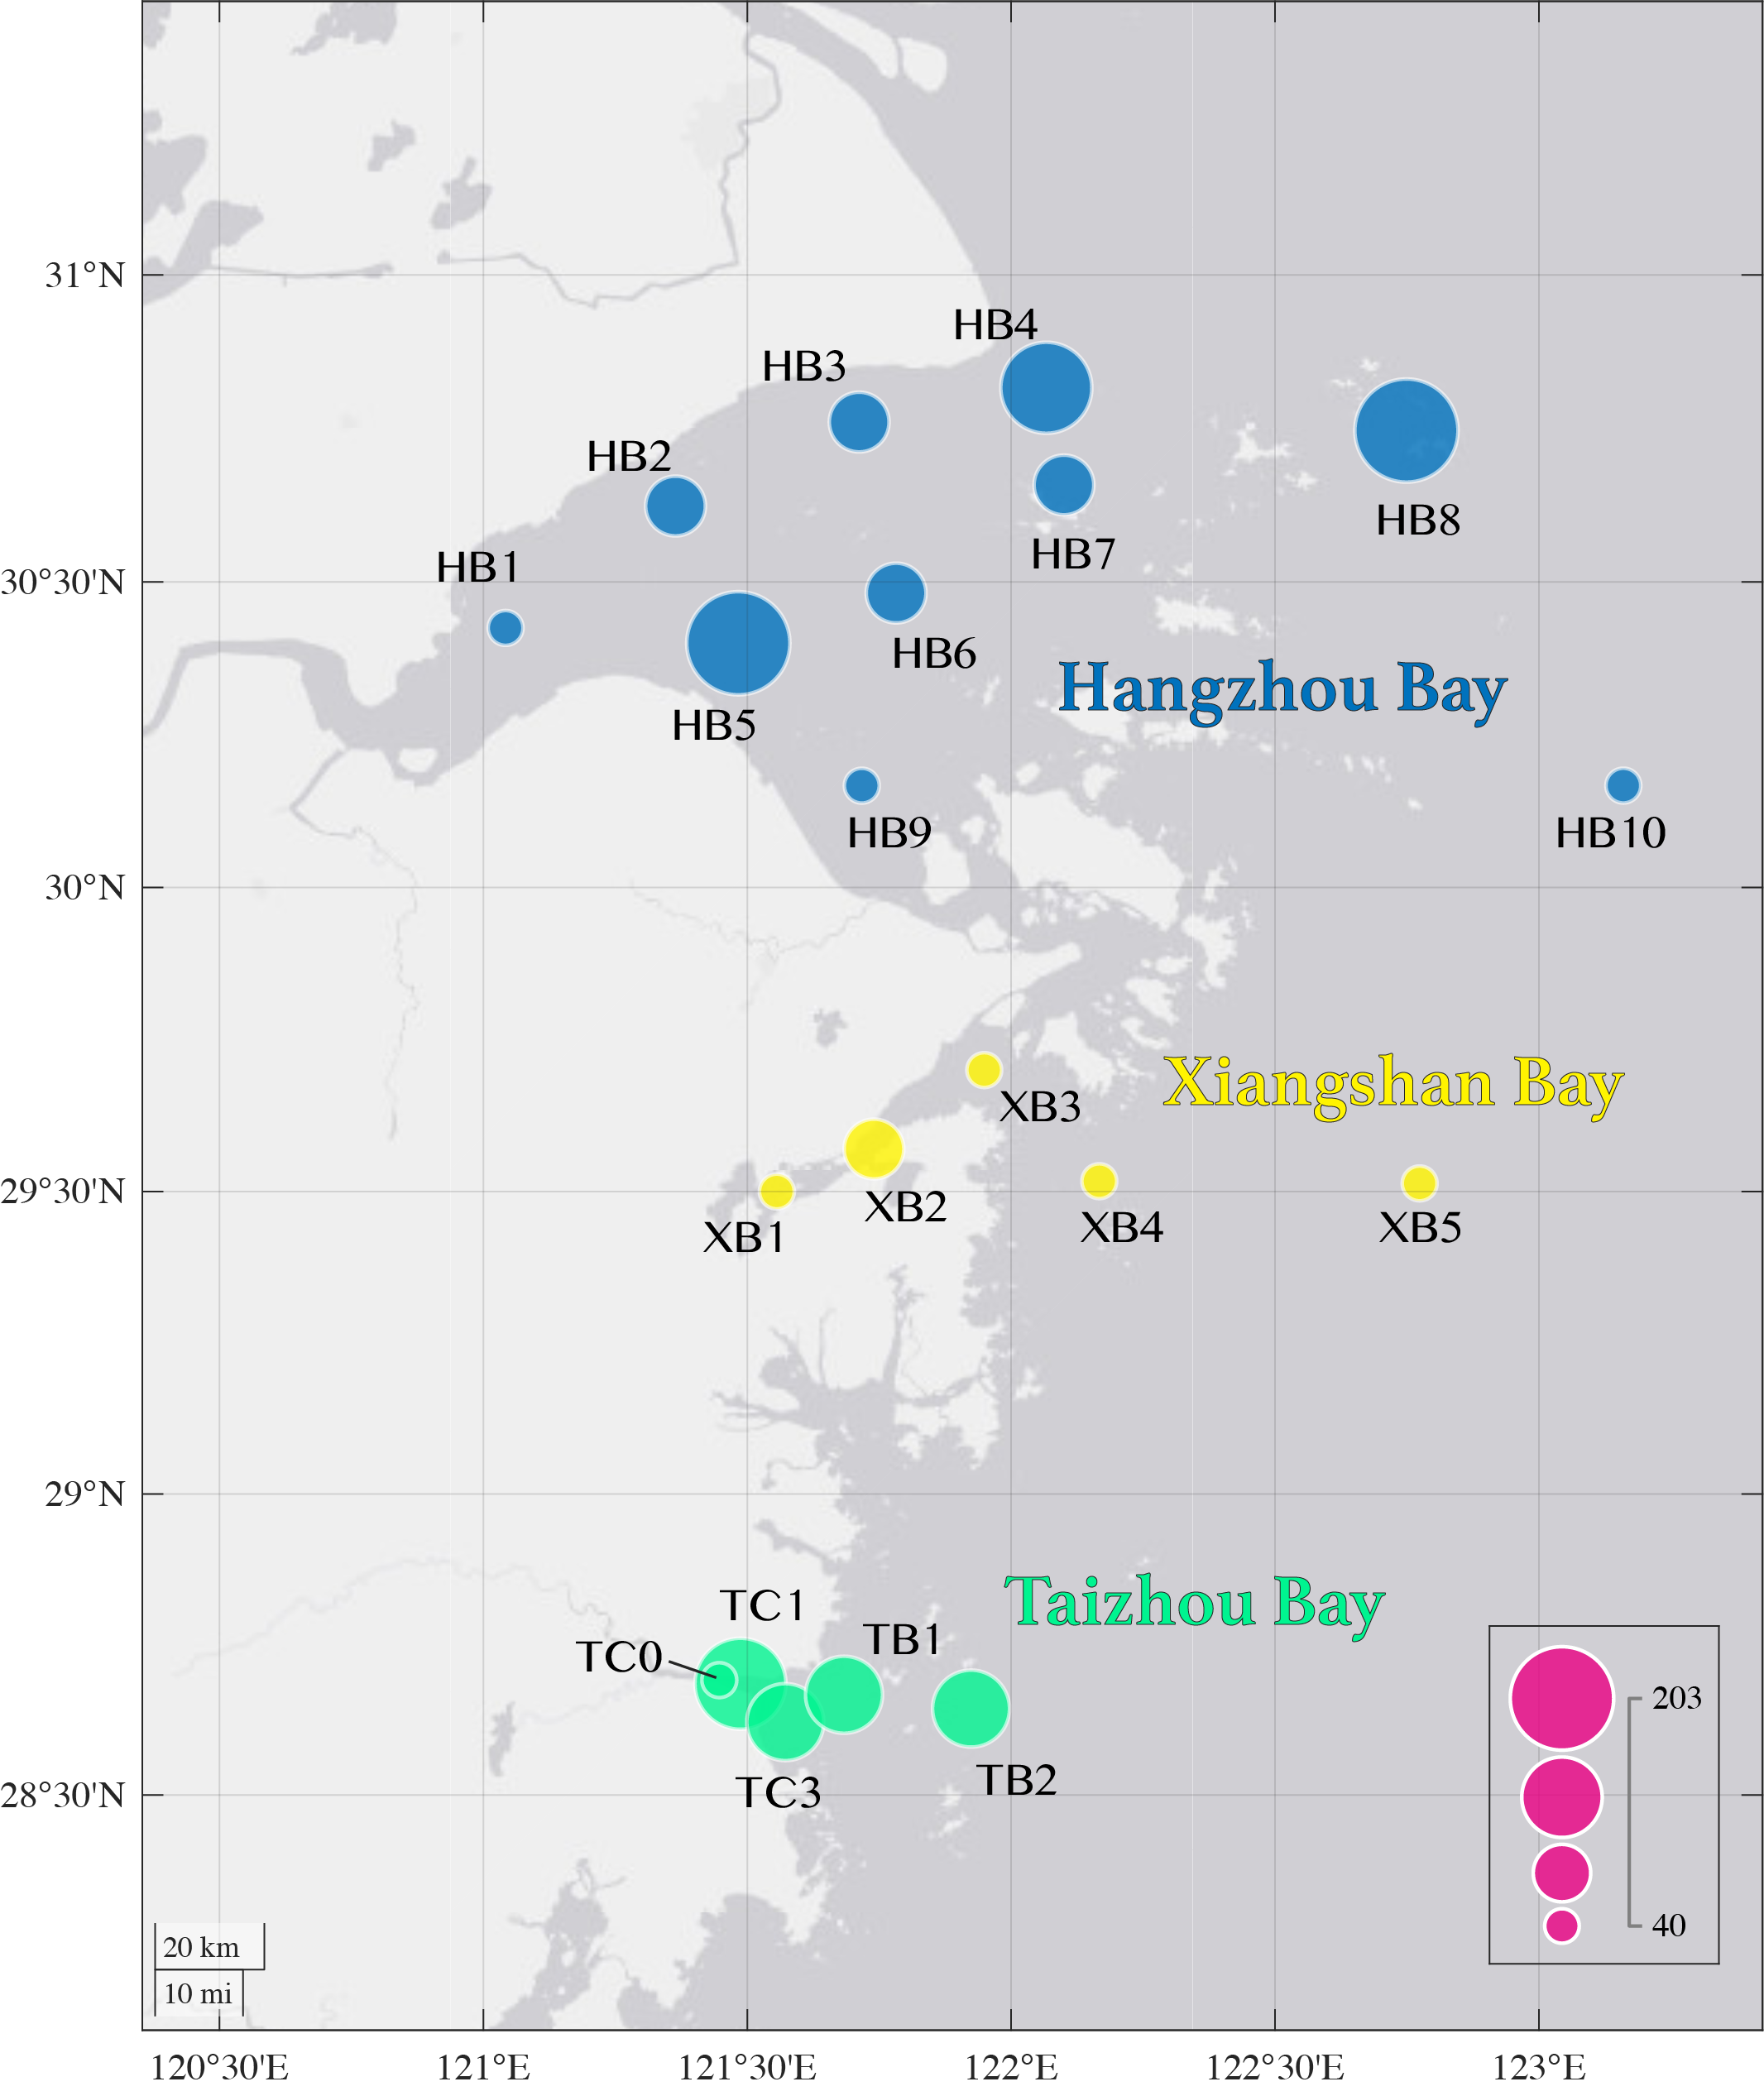 31°N
HB4
HB3
HB2
HB8
HB7
HB1
30°30'N
HB6
Hangzhou Bay
HB5
HB9
HB10
30°N
Xiangshan Bay
XB3
29°30'N
XB2
XB4
XB5
XB1
29°N
Taizhou Bay
TC1
TB1
TC0
203
TB2
TC3
28°30'N
40
20 km
10 mi
120°30'E
121°E
121°30'E
122°E
122°30'E
123°E